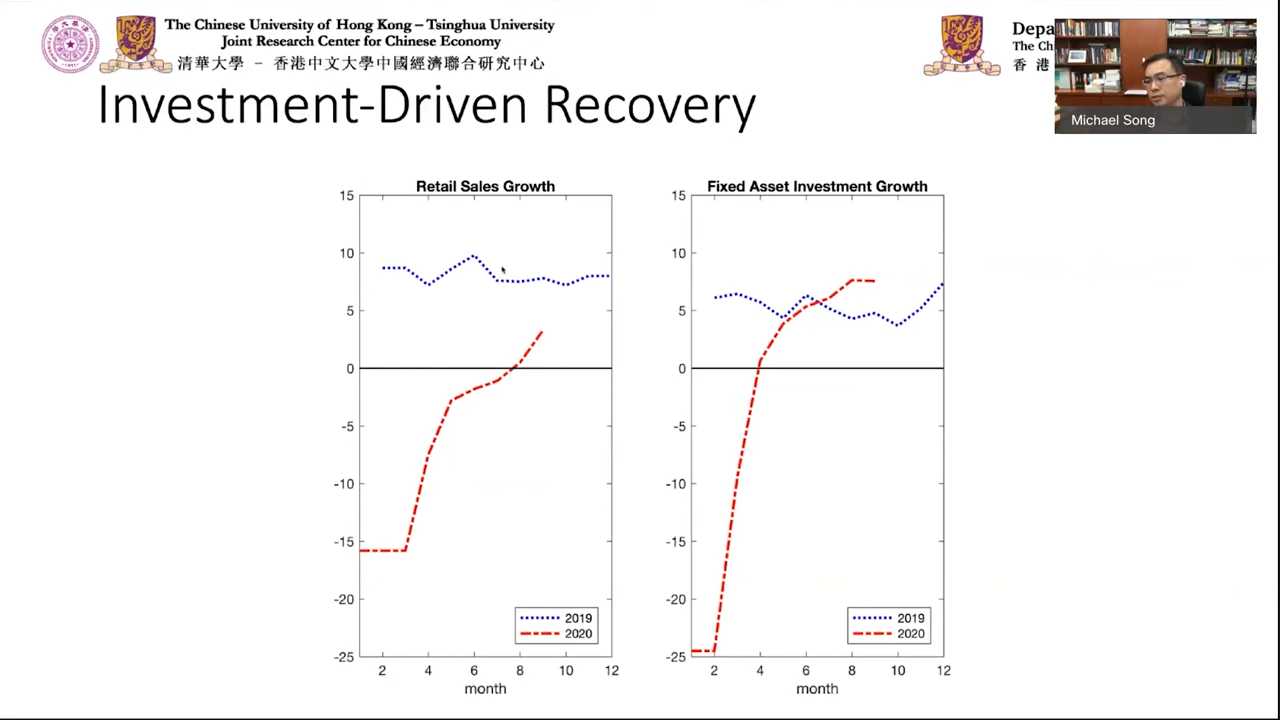 The Chinese University of Hong Kong – Tsinghua University
Joint Research Center for Chinese Economy
清華大學 – 香港中文大學中國經濟聯合研究中心
The Ch
香 港
Michael Song
Investment-Driven Recovery
Retail Sales Growth
15
10
5
0
-5
-10
-15
-20
-25
2 4 6 8 10 12
month
2019
2020
Fixed Asset Investment Growth
15
10
5
0
-5
-10
-15
-20
-25
2 4 6 8 10 12
month
2019
2020